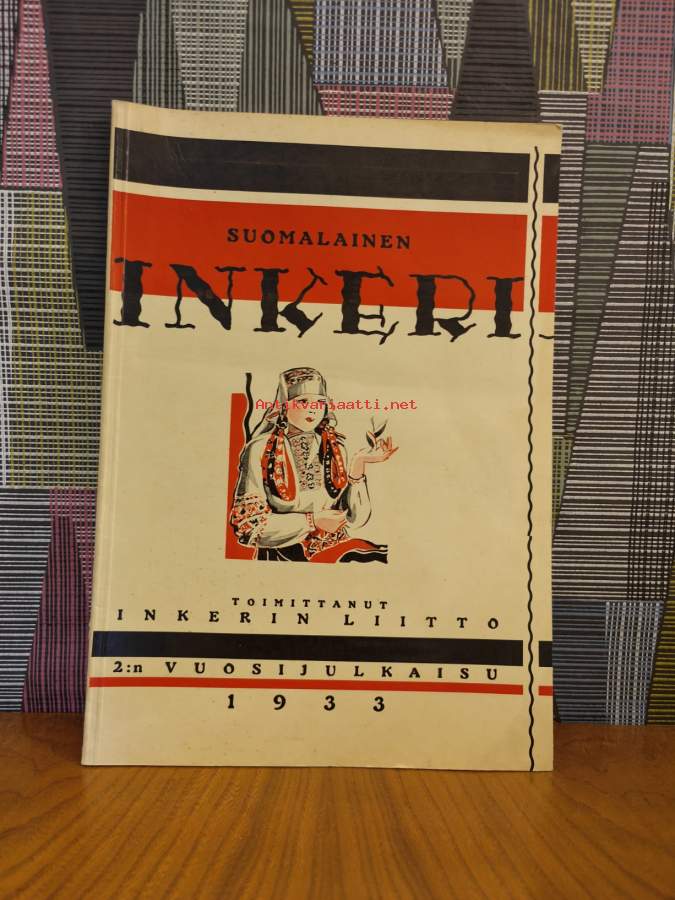 SUOMALAINEN
INKERI
Antikvariaatti.net
TOIMITTANUT
INKERIN LIITTO
2:n VUOSIJULKAISU
1933